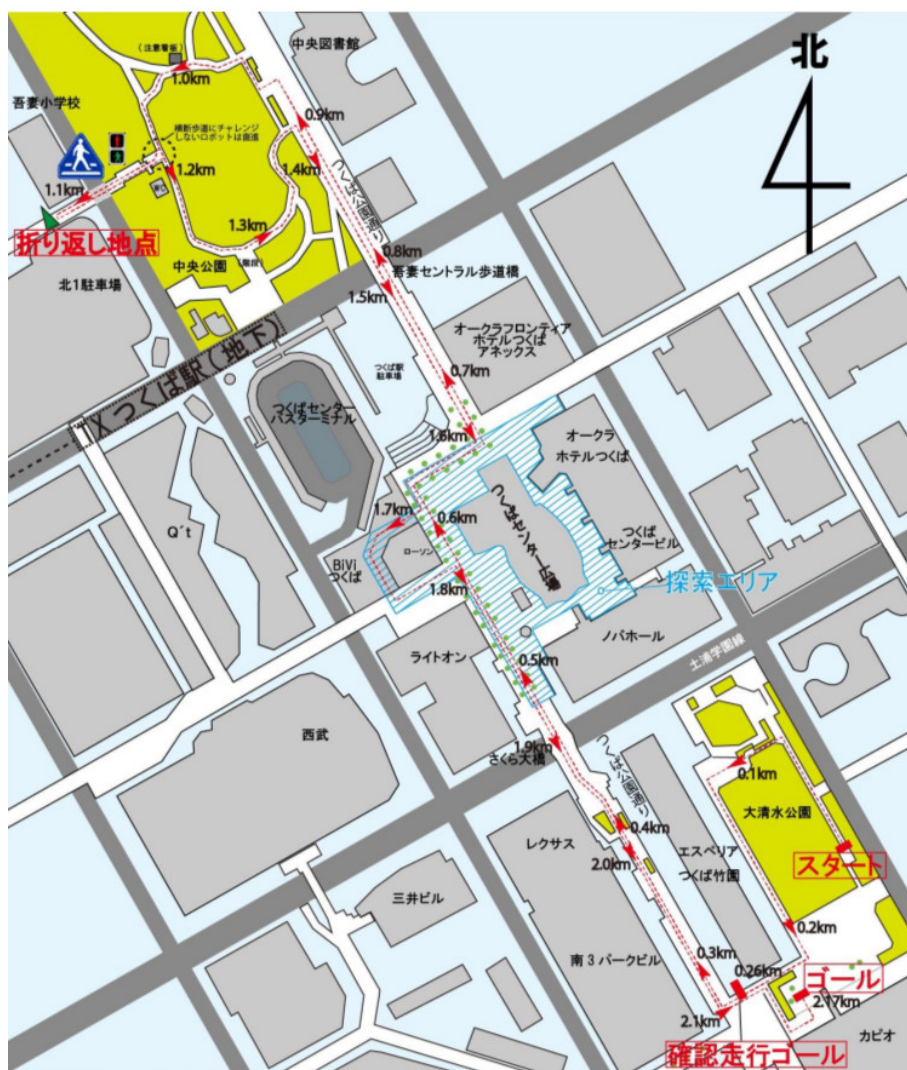 中央図書館
北
(注意看板)
1.0km
吾妻小学校
0.9km
横断歩道にチャレンジ
しないロボットは直進
つくば公園通り
1.4km
1.2km
1.1km
折り返し地点
1.3km
中央公園
(階段)
北1駐車場
0.8km
吾妻セントラル歩道橋
1.5km
オークラフロンティア
ホテルつくば
アネックス
TXつくば駅(地下)
つくば駅
駐車場
0.7km
つくばセンター
バスターミナル
1.6km
オークラ
ホテルつくば
Q't
1.7km
0.6km
つくばセンター広場
つくば
センタービル
ローソン
BiVi
つくば
1.8km
探索エリア
ノバホール
ライトオン
0.5km
土浦学園線
西武
1.9km
さくら大橋
つくば公園通り
0.1km
大清水公園
レクサス
0.4km
2.0km
エスペリア
つくば竹園
スタート
三井ビル
0.2km
南3パークビル
0.3km
0.26km
ゴール
2.17km
2.1km
カピオ
確認走行ゴール